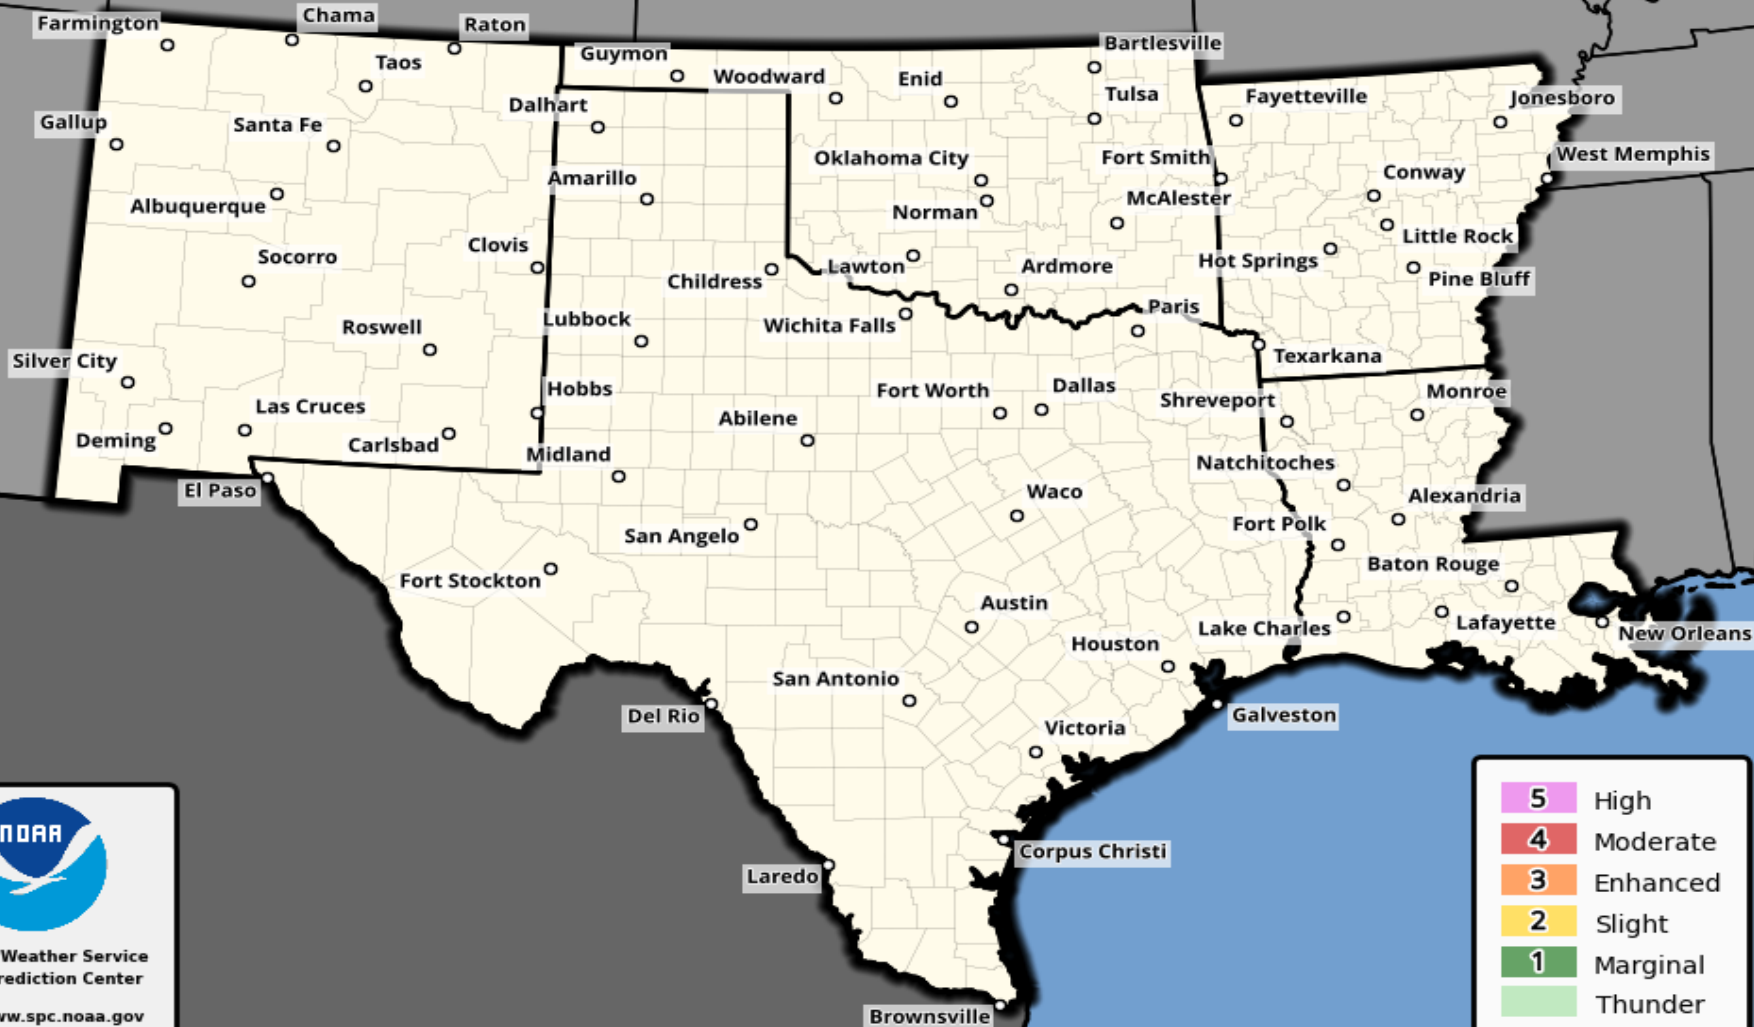 Farmington
Chama
Raton
Taos
Guymon
Woodward
Enid
Bartlesville
Tulsa
Fayetteville
Jonesboro
Dalhart
Gallup
Santa Fe
Oklahoma City
Fort Smith
West Memphis
Conway
Amarillo
Albuquerque
Norman
McAlester
Little Rock
Socorro
Clovis
Childress
Lawton
Ardmore
Hot Springs
Pine Bluff
Roswell
Lubbock
Wichita Falls
Paris
Silver City
Texarkana
Hobbs
Fort Worth
Dallas
Shreveport
Monroe
Las Cruces
Deming
Carlsbad
Abilene
Midland
Natchitoches
El Paso
Waco
Alexandria
San Angelo
Fort Polk
Fort Stockton
Baton Rouge
Austin
Lake Charles
Lafayette
New Orleans
Houston
San Antonio
Del Rio
Galveston
Victoria
Corpus Christi
Laredo
Brownsville
NOAA
Weather Service
rediction Center
ww.spc.noaa.gov
5 High
4 Moderate
3 Enhanced
2 Slight
1 Marginal
Thunder